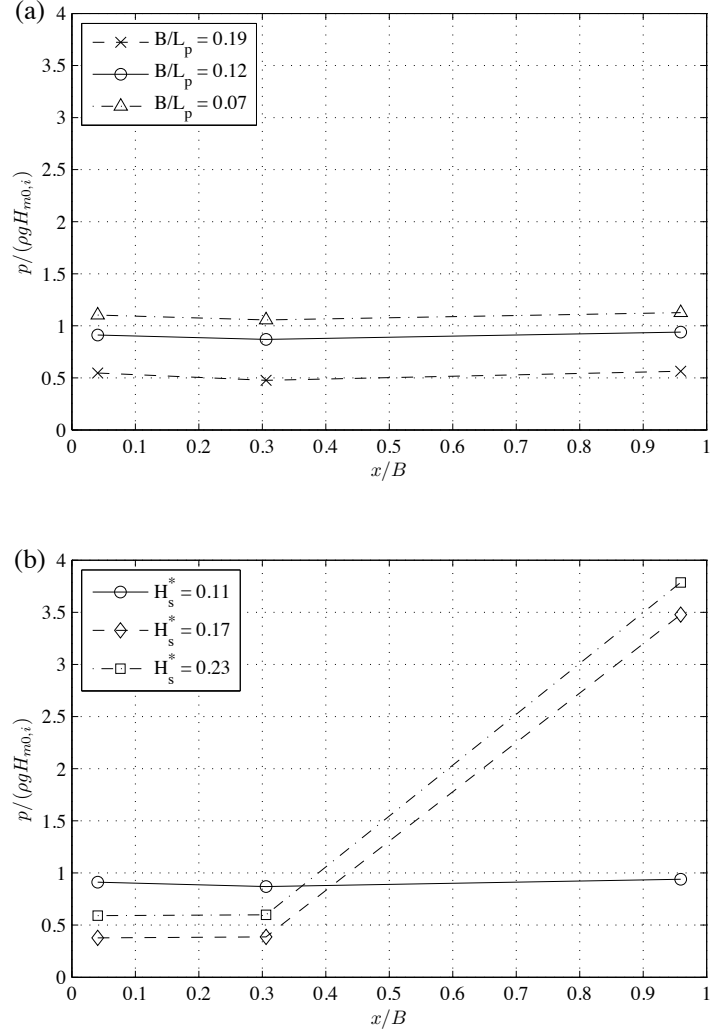 (a)
B/Lp = 0.19
B/Lp = 0.12
B/Lp = 0.07
4
3.5
3
2.5
2
1.5
1
0.5
0
p/(ρgHm0,i)
0 0.1 0.2 0.3 0.4 0.5 0.6 0.7 0.8 0.9 1
x/B
(b)
H*s = 0.11
H*s = 0.17
H*s = 0.23
4
3.5
3
2.5
2
1.5
1
0.5
0
p/(ρgHm0,i)
0 0.1 0.2 0.3 0.4 0.5 0.6 0.7 0.8 0.9 1
x/B